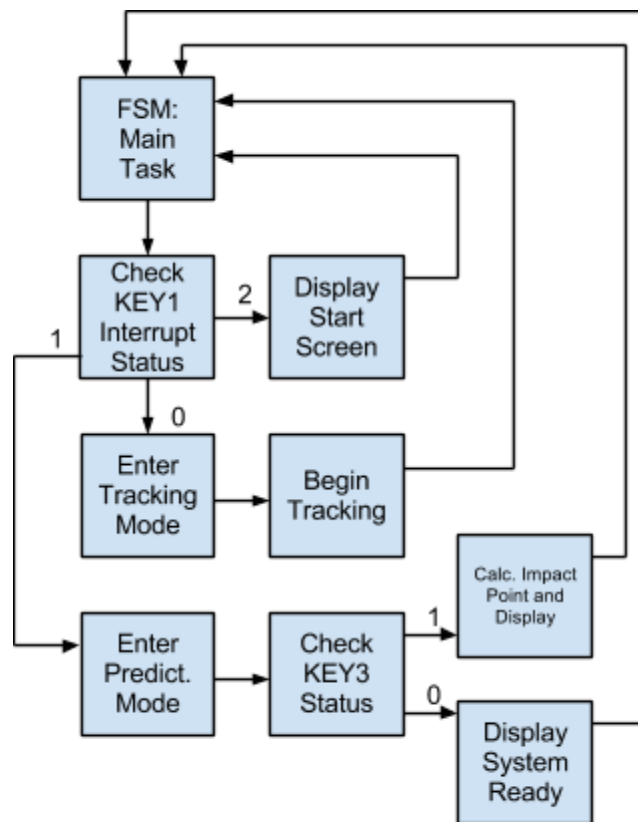 FSM:
Main
Task
Check
KEY1
Interrupt
Status
2
Display
Start
Screen
1
0
Enter
Tracking
Mode
Begin
Tracking
Enter
Predict.
Mode
Check
KEY3
Status
1
Calc. Impact
Point and
Display
0
Display
System
Ready